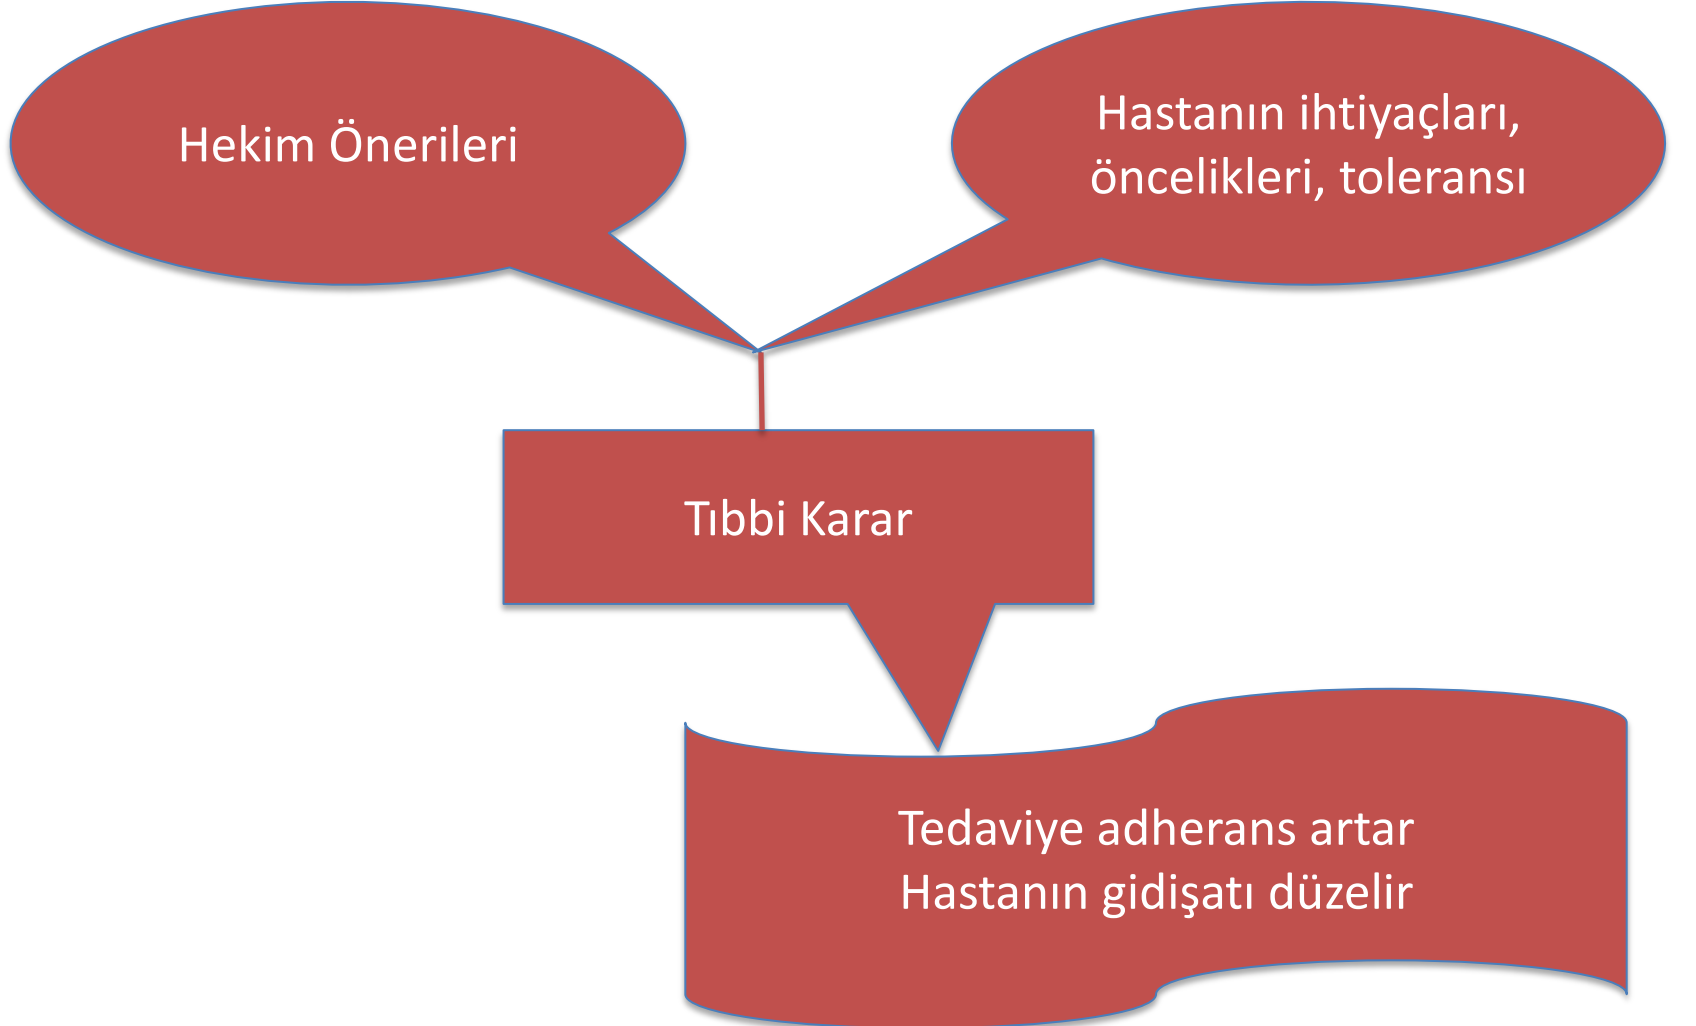 Hekim Önerileri
Hastanın ihtiyaçları,
öncelikleri, toleransı
Tıbbi Karar
Tedaviye adherans artar
Hastanın gidişatı düzelir